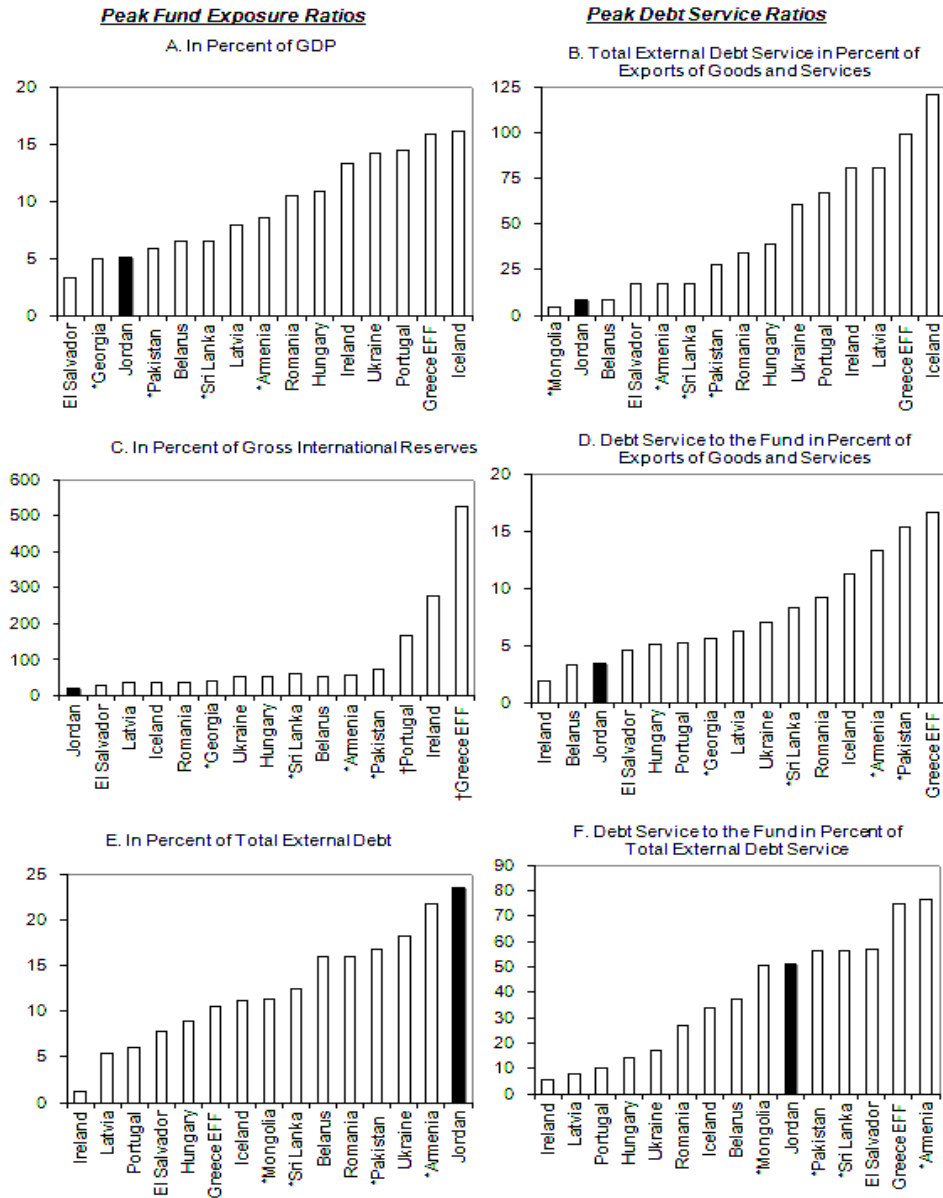 Peak Fund Exposure Ratios
Peak Debt Service Ratios
A. In Percent of GDP
20
15
10
5
0
El Salvador
*Georgia
Jordan
*Pakistan
Belarus
*Sri Lanka
Latvia
*Armenia
Romania
Hungary
Ireland
Ukraine
Portugal
Greece EFF
Iceland
B. Total External Debt Service in Percent of
Exports of Goods and Services
125
100
75
50
25
0
*Mongolia
Jordan
Belarus
El Salvador
*Armenia
*Sri Lanka
*Pakistan
Romania
Hungary
Ukraine
Portugal
Ireland
Latvia
Greece EFF
Iceland
C. In Percent of Gross International Reserves
600
500
400
300
200
100
0
Jordan
El Salvador
Latvia
Iceland
Romania
*Georgia
Ukraine
Hungary
*Sri Lanka
Belarus
*Armenia
*Pakistan
†Portugal
Ireland
†Greece EFF
D. Debt Service to the Fund in Percent of
Exports of Goods and Services
20
15
10
5
0
Ireland
Belarus
Jordan
El Salvador
Hungary
Portugal
*Georgia
Latvia
Ukraine
*Sri Lanka
Romania
Iceland
*Armenia
*Pakistan
Greece EFF
E. In Percent of Total External Debt
25
20
15
10
5
0
Ireland
Latvia
Portugal
El Salvador
Hungary
Greece EFF
Iceland
*Mongolia
*Sri Lanka
Belarus
Romania
*Pakistan
Ukraine
*Armenia
Jordan
F. Debt Service to the Fund in Percent of
Total External Debt Service
90
80
70
60
50
40
30
20
10
0
Ireland
Latvia
Portugal
Hungary
Ukraine
Romania
Iceland
Belarus
*Mongolia
Jordan
*Pakistan
*Sri Lanka
El Salvador
Greece EFF
*Armenia